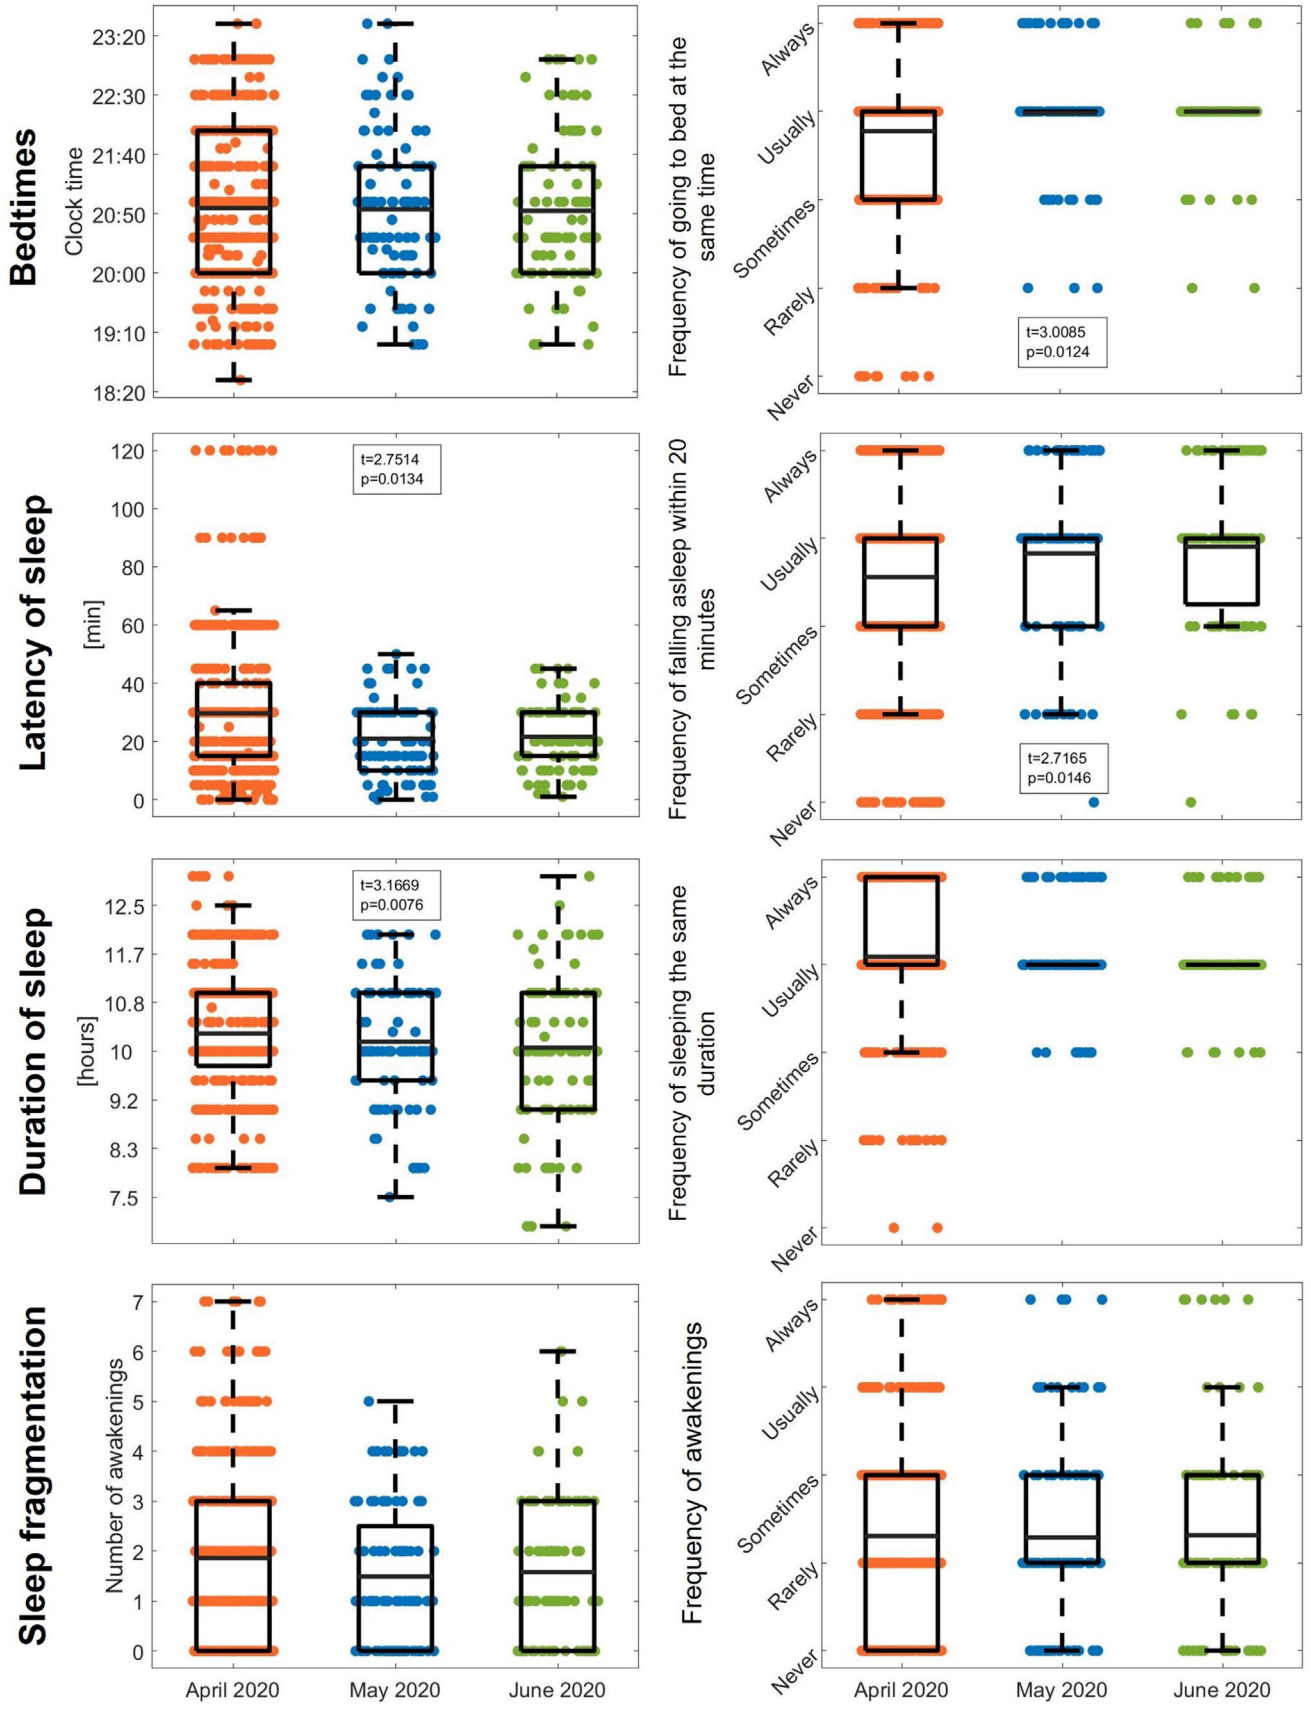 Bedtimes
Clock time
23:20
22:30
21:40
20:50
20:00
19:10
18:20
Frequency of going to bed at the
same time
Always
Usually
Sometimes
Rarely
Never
t=3.0085
p=0.0124
Latency of sleep
[min]
120
100
80
60
40
20
0
t=2.7514
p=0.0134
Frequency of falling asleep within 20
minutes
Always
Usually
Sometimes
Rarely
Never
t=2.7165
p=0.0146
Duration of sleep
[hours]
12.5
11.7
10.8
10
9.2
8.3
7.5
t=3.1669
p=0.0076
Frequency of sleeping the same
duration
Always
Usually
Sometimes
Rarely
Never
Sleep fragmentation
Number of awakenings
7
6
5
4
3
2
1
0
April 2020 May 2020 June 2020
Frequency of awakenings
Always
Usually
Sometimes
Rarely
Never
April 2020 May 2020 June 2020